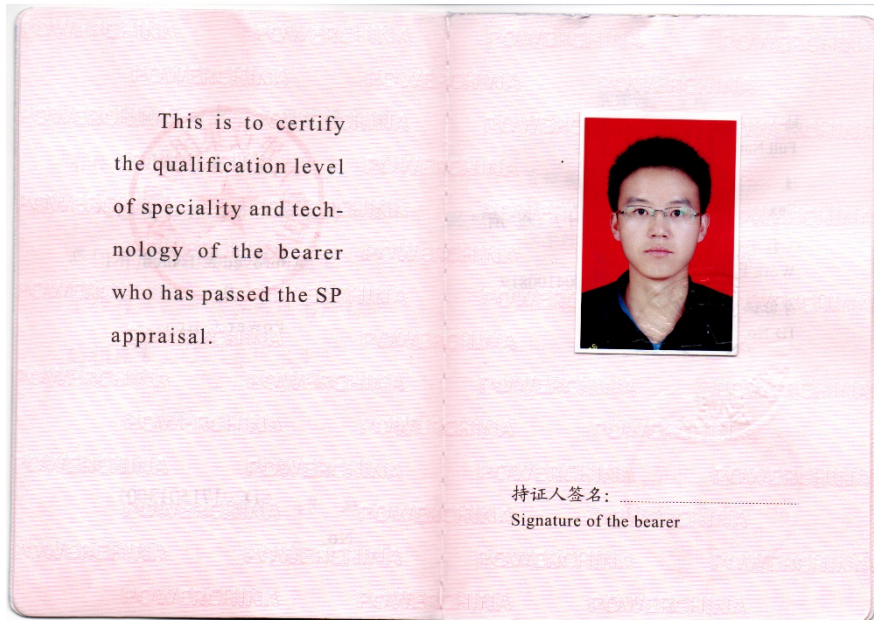 This is to certify
the qualification level
of speciality and tech-
nology of the bearer
who has passed the SP
appraisal.
持证人签名:
Signature of the bearer